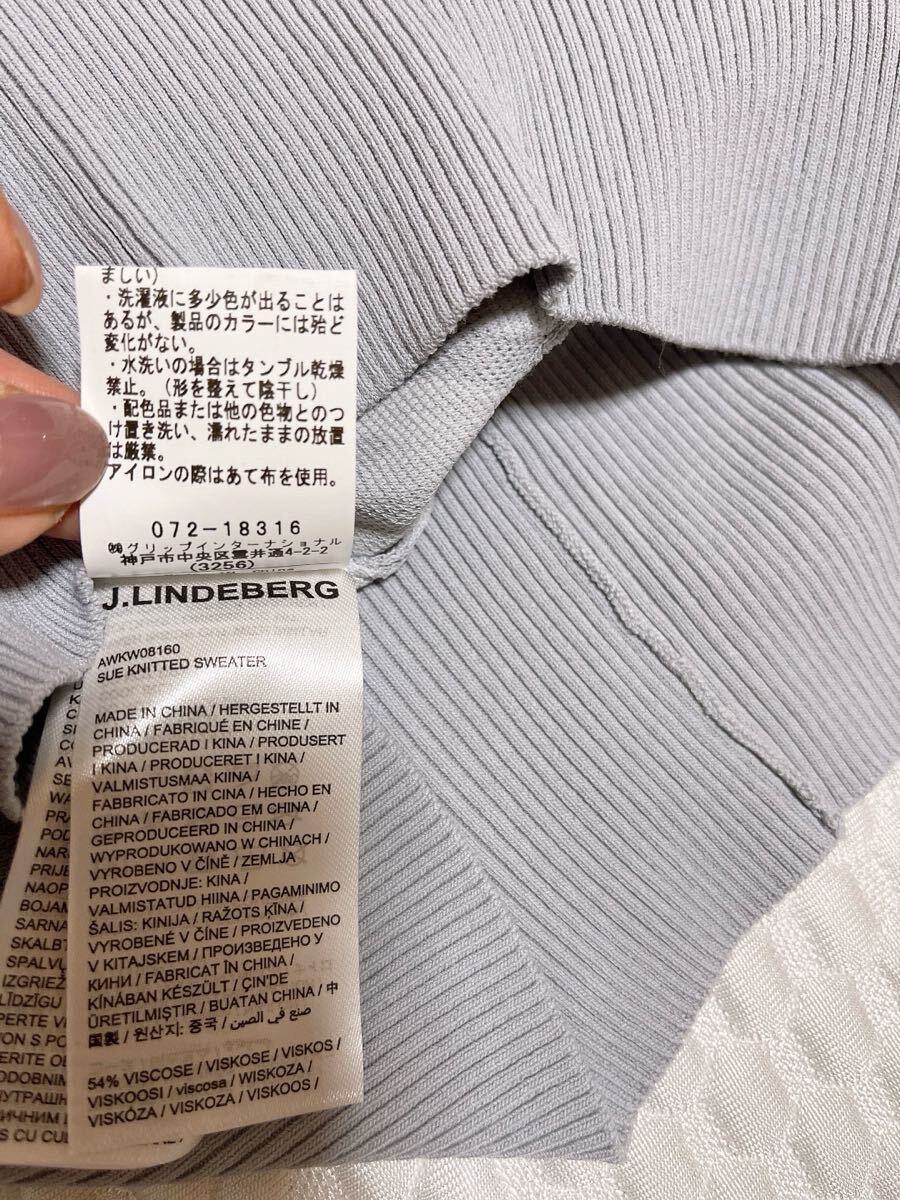 ましい)
・洗濯液に多少色が出ることは
あるが、製品のカラーには殆ど
変化がない。
・水洗いの場合はタンブル乾燥
禁止。(形を整えて陰干し)
・配色品または他の色物とのつ
け置き洗い、濡れたままの放置
は厳禁。
アイロンの際はあて布を使用。
072-18316
㈱グリップインターナショナル
神戸市中央区雲井通4-2-2
(3256)
J.LINDEBERG
AWKW08160
SUE KNITTED SWEATER
MADE IN CHINA / HERGESTELLT IN
CHINA / FABRIQUÉ EN CHINE /
PRODUCERAD I KINA / PRODUSERT
I KINA / PRODUCERET I KINA /
VALMISTUSMAA KIINA /
FABBRICATO IN CINA / HECHO EN
CHINA / FABRICADO EM CHINA /
GEPRODUCEERD IN CHINA /
WYPRODUKOWANO W CHINACH /
VYROBENO V ČÍNĚ / ZEMLJA
PROIZVODNJE: KINA /
VALMISTATUD HIINA / PAGAMINIMO
ŠALIS: KINIJA / RAŽOTS ĶĪNA /
VYROBENÉ V ČÍNE / PROIZVEDENO
V KITAJSKEM / ПРОИЗВЕДЕНО У
КИНИ / FABRICAT ÎN CHINA /
KÍNÁBAN KÉSZÜLT / ÇIN'DE
ÜRETILMIŞTIR / BUATAN CHINA / 中
国製 / 원산지: 중국 / صنع في الصين
54% VISCOSE / VISKOSE / VISKOS /
VISKOOSI / viscosa / WISKOZA /
VISKÓZA / VISKOZA / VISKOOS /